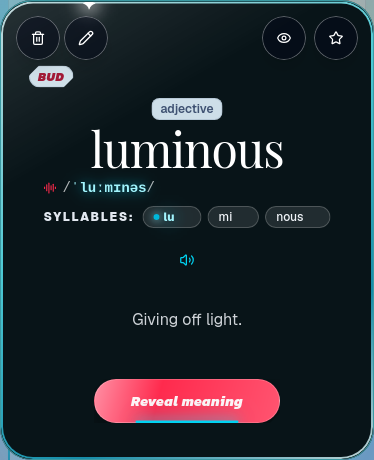 BUD
adjective
luminous
/ˈluːmɪnəs/
SYLLABLES: lu mi nous
Giving off light.
Reveal meaning